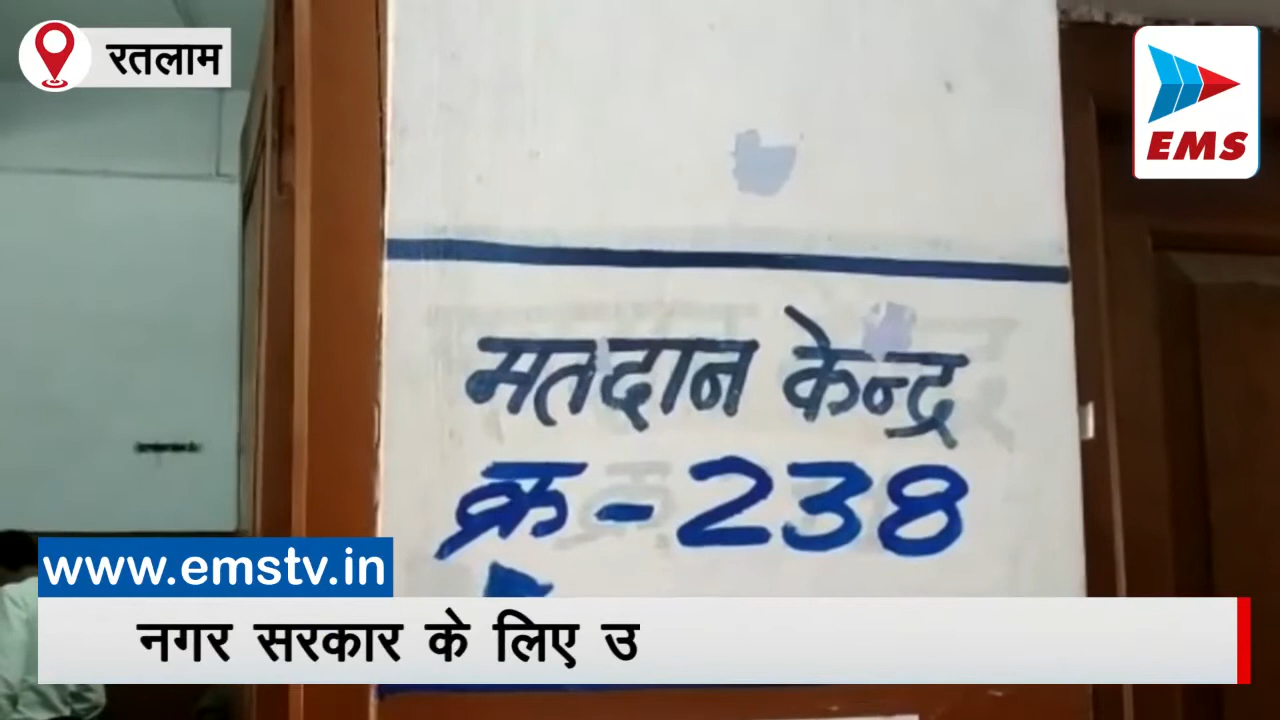 रतलाम
EMS
मतदान केन्द्र
क्र - 238
www.emstv.in
नगर सरकार के लिए उ